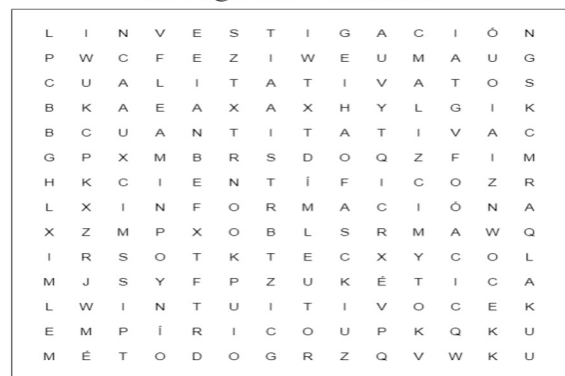 L I N V E S T I G A C I Ó N
P W C F E Z I W E U M A U G
C U A L I T A T I V A T O S
B K A E A X A X H Y L G I K
B C U A N T I T A T I V A C
G P X M B R S D O Q Z F I M
H K C I E N T Í F I C O Z R
L X I N F O R M A C I Ó N A
X Z M P X O B L S R M A W Q
I R S O T K T E C X Y C O L
M J S Y F P Z U K É T I C A
L W I N T U I T I V O C E K
E M P Í R I C O U P K Q K U
M É T O D O G R Z Q V W K U